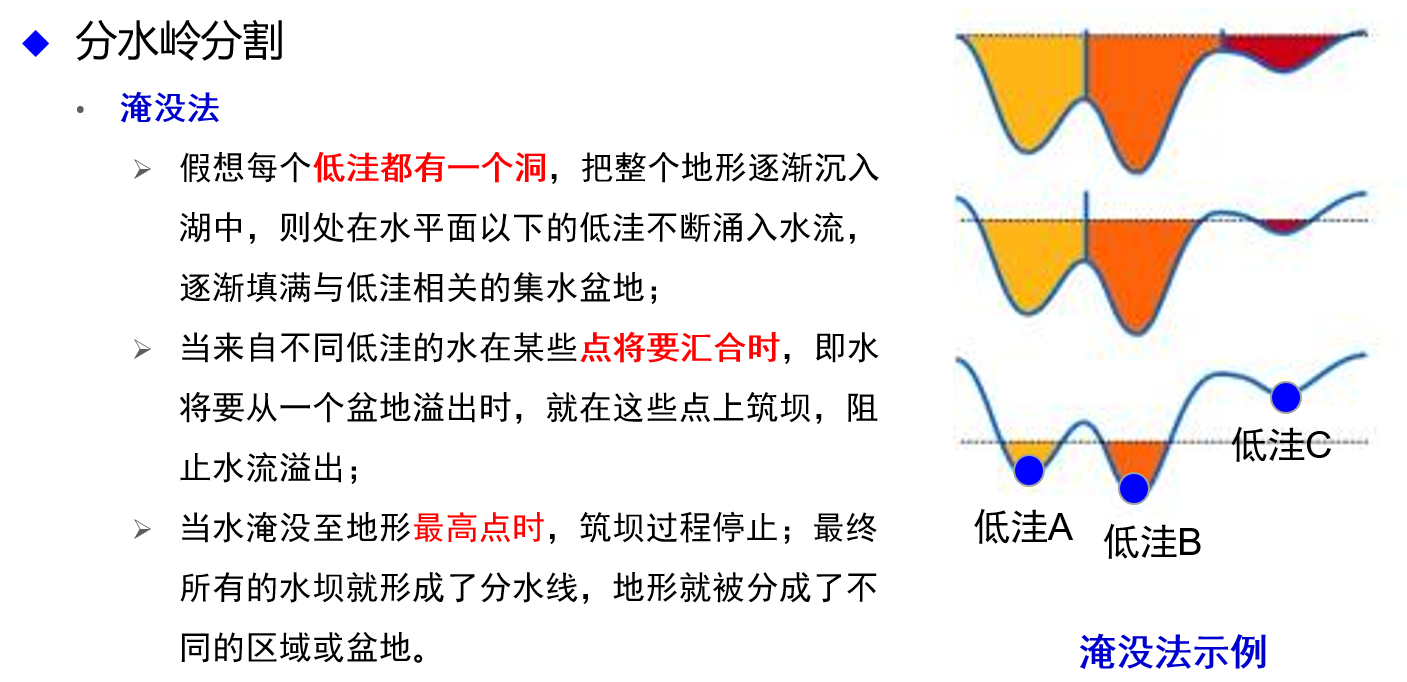 分水岭分割
淹没法
假想每个低洼都有一个洞，把整个地形逐渐沉入
湖中，则处在水平面以下的低洼不断涌入水流，
逐渐填满与低洼相关的集水盆地；
当来自不同低洼的水在某些点将要汇合时，即水
将要从一个盆地溢出时，就在这些点上筑坝，阻
止水流溢出；
当水淹没至地形最高点时，筑坝过程停止；最终
所有的水坝就形成了分水线，地形就被分成了不
同的区域或盆地。
低洼C
低洼A
低洼B
淹没法示例